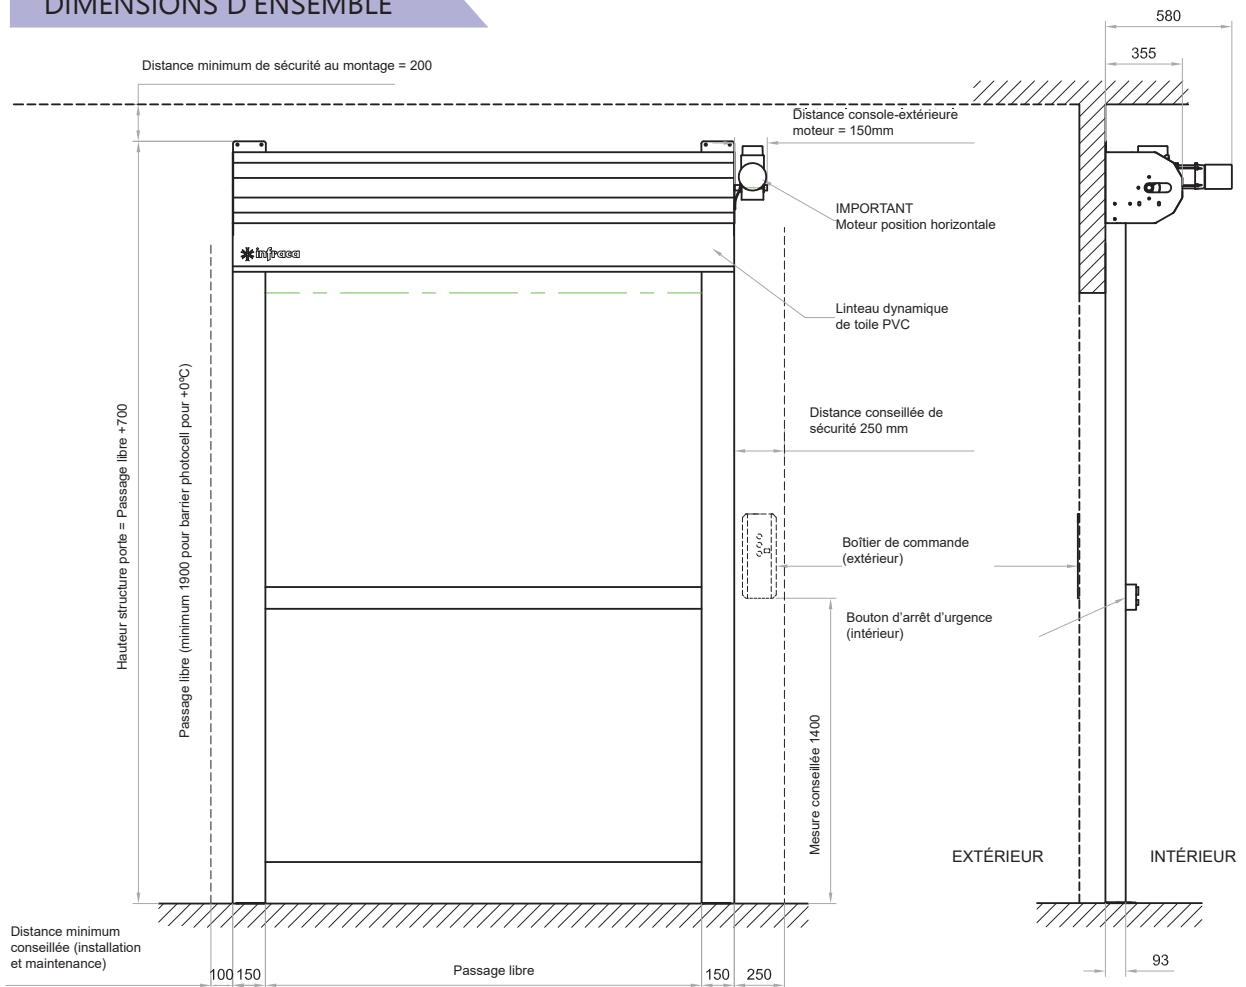 DIMENSIONS D'ENSEMBLE
580
355
Distance minimum de sécurité au montage = 200
Distance console-extérieure
moteur = 150mm
IMPORTANT
Moteur position horizontale
infraca
Linteau dynamique
de toile PVC
Hauteur structure porte = Passage libre +700
Passage libre (minimum 1900 pour barrier photocell pour +0ºC)
Distance conseillée de
sécurité 250 mm
Boîtier de commande
(extérieur)
Bouton d'arrêt d'urgence
(intérieur)
Mesure conseillée 1400
EXTÉRIEUR
INTÉRIEUR
Distance minimum
conseillée (installation
et maintenance)
100 150 Passage libre 150 250
93